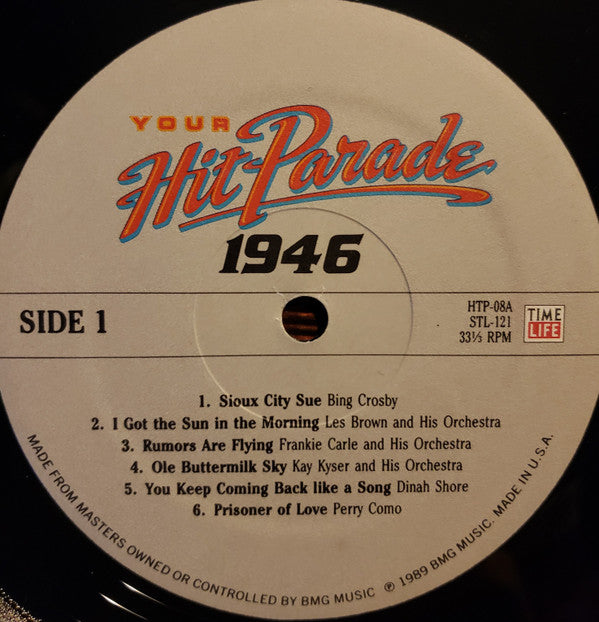 YOUR
Hit Parade
1946
SIDE 1
HTP-08A
STL-121
33⅓ RPM
TIME
LIFE
1. Sioux City Sue Bing Crosby
2. I Got the Sun in the Morning Les Brown and His Orchestra
3. Rumors Are Flying Frankie Carle and His Orchestra
4. Ole Buttermilk Sky Kay Kyser and His Orchestra
5. You Keep Coming Back like a Song Dinah Shore
6. Prisoner of Love Perry Como
MADE FROM MASTERS OWNED OR CONTROLLED BY BMG MUSIC ℗ 1989 BMG MUSIC. MADE IN U.S.A.